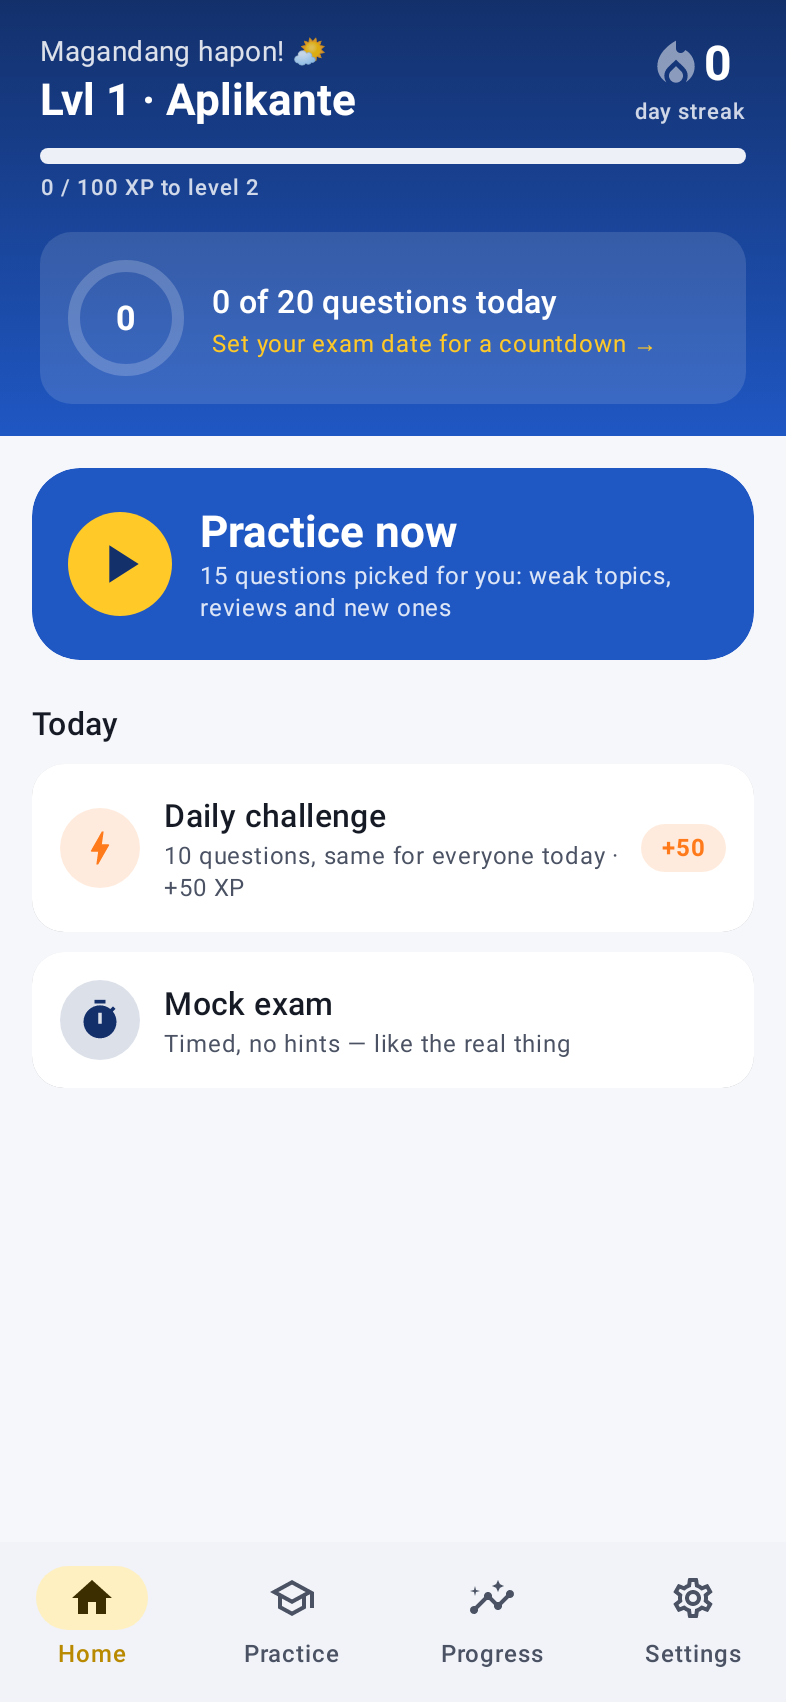 Magandang hapon! 🌥️
Lvl 1 · Aplikante
0
day streak
0 / 100 XP to level 2
0
0 of 20 questions today
Set your exam date for a countdown →
Practice now
15 questions picked for you: weak topics,
reviews and new ones
Today
Daily challenge
10 questions, same for everyone today ·
+50 XP
+50
Mock exam
Timed, no hints — like the real thing
Home
Practice
Progress
Settings